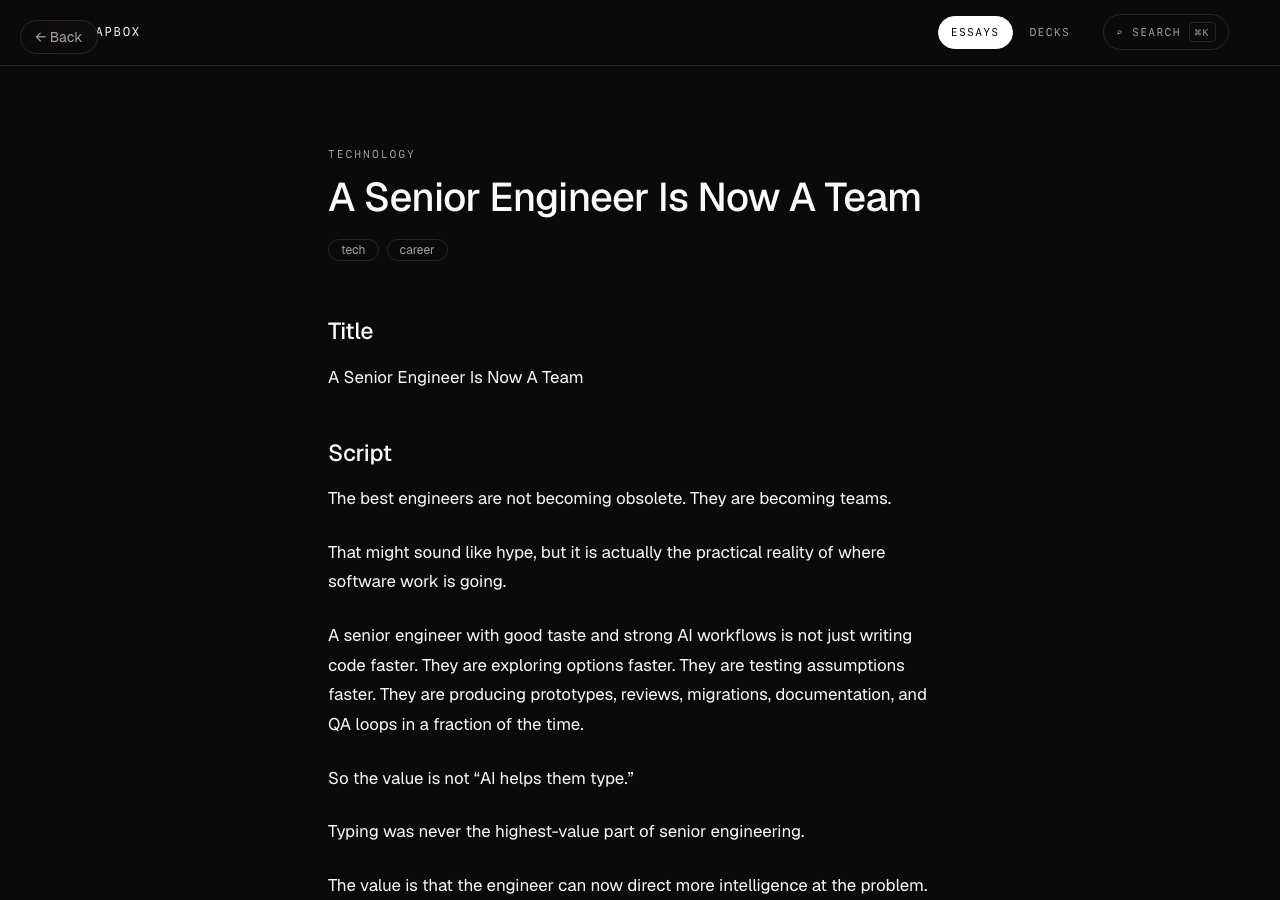 ← Back
APBOX
ESSAYS
DECKS
SEARCH ⌘K
TECHNOLOGY
A Senior Engineer Is Now A Team
tech
career
Title
A Senior Engineer Is Now A Team
Script
The best engineers are not becoming obsolete. They are becoming teams.
That might sound like hype, but it is actually the practical reality of where
software work is going.
A senior engineer with good taste and strong AI workflows is not just writing
code faster. They are exploring options faster. They are testing assumptions
faster. They are producing prototypes, reviews, migrations, documentation, and
QA loops in a fraction of the time.
So the value is not “AI helps them type.”
Typing was never the highest-value part of senior engineering.
The value is that the engineer can now direct more intelligence at the problem.